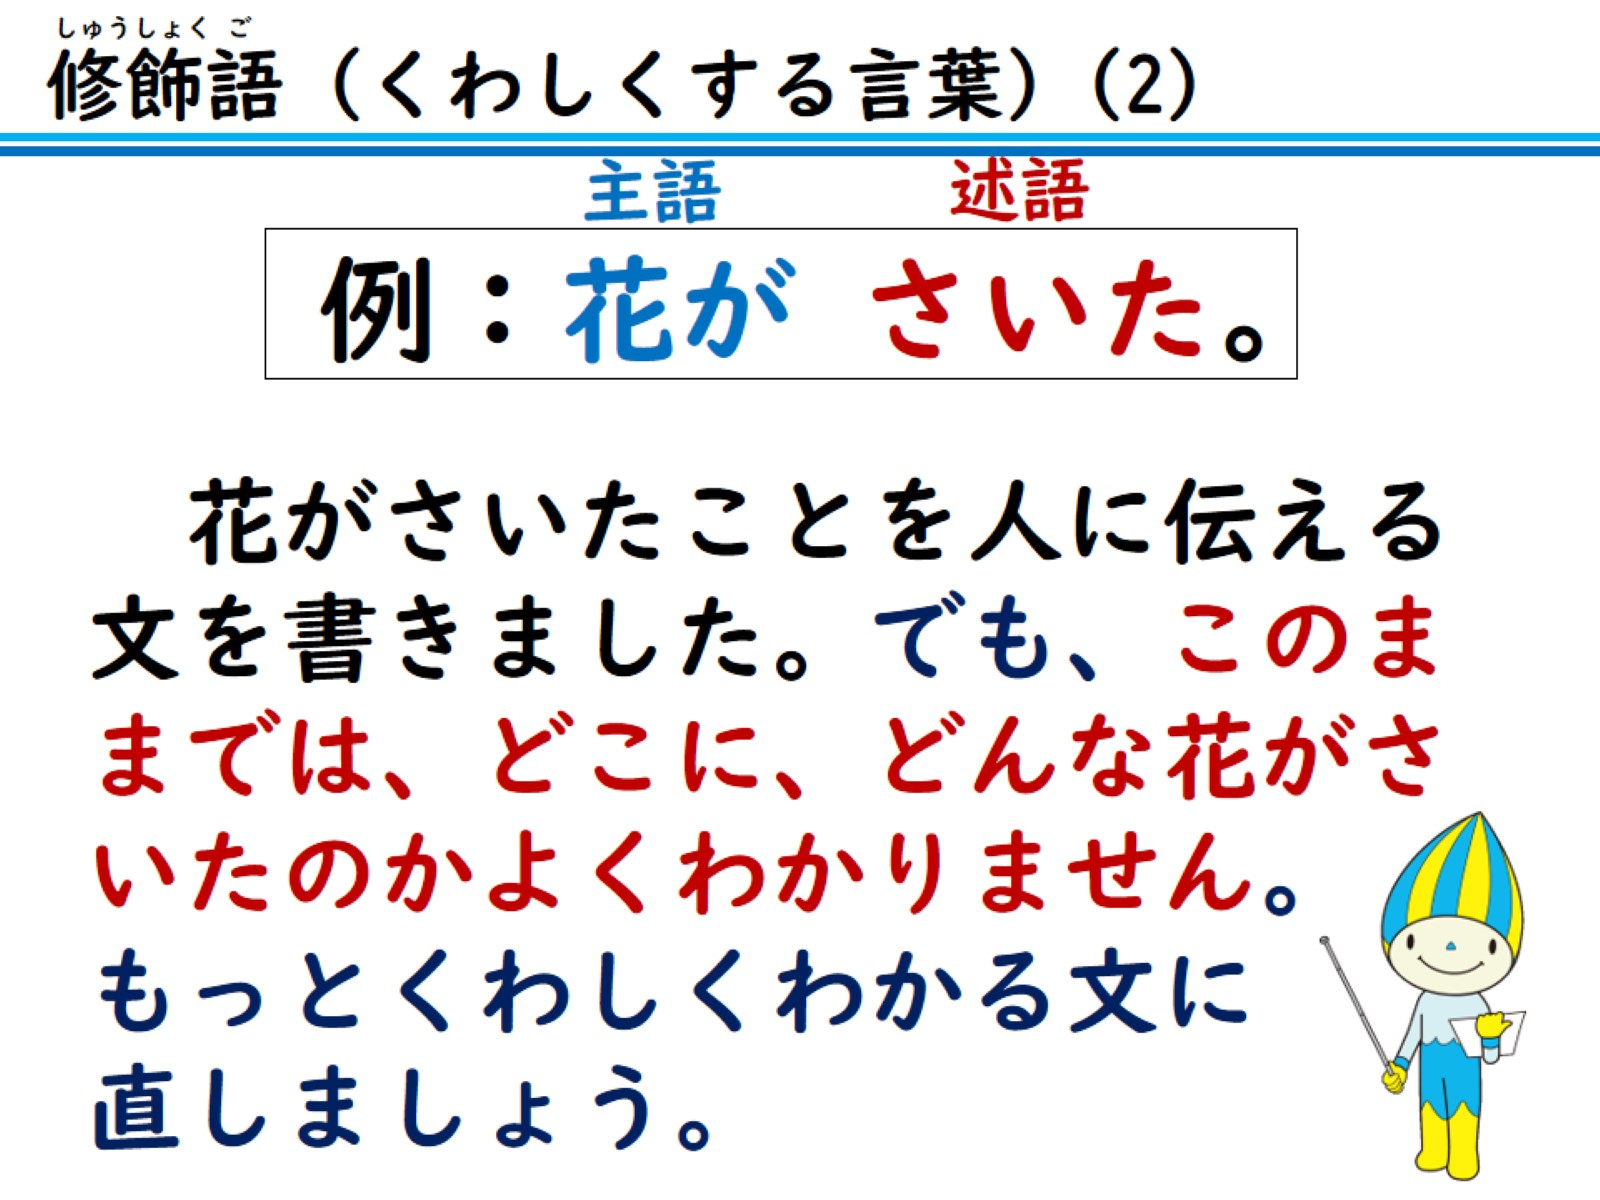 しゅうしょく ご
修飾語（くわしくする言葉）(2)
主語 述語
例：花が さいた。
花がさいたことを人に伝える
文を書きました。でも、このま
までは、どこに、どんな花がさ
いたのかよくわかりません。
もっとくわしくわかる文に
直しましょう。